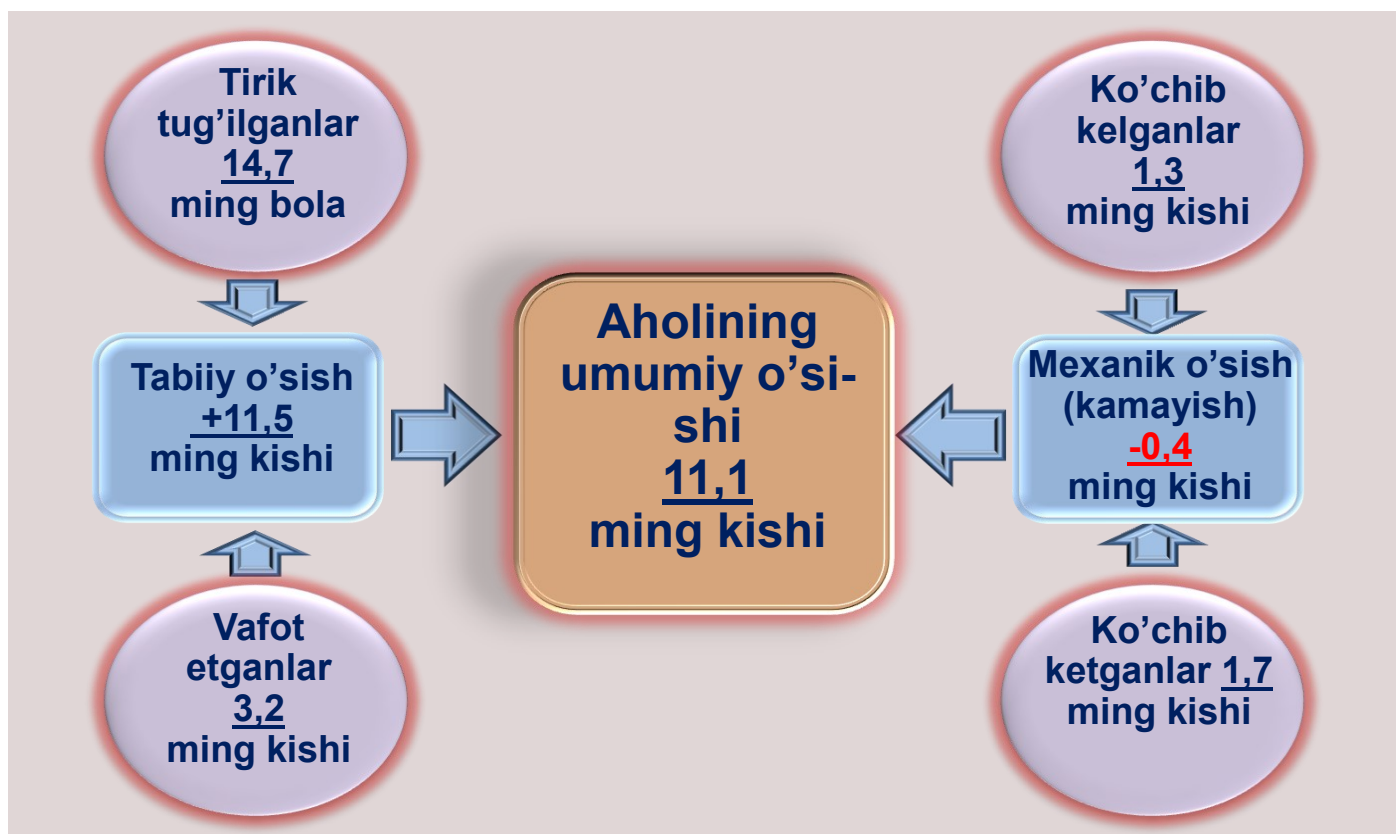 Tirik
tug’ilganlar
14,7
ming bola
Tabiiy o’sish
+11,5
ming kishi
Vafot
etganlar
3,2
ming kishi
Aholining
umumiy o’si-
shi
11,1
ming kishi
Ko’chib
kelganlar
1,3
ming kishi
Mexanik o’sish
(kamayish)
-0,4
ming kishi
Ko’chib
ketganlar 1,7
ming kishi